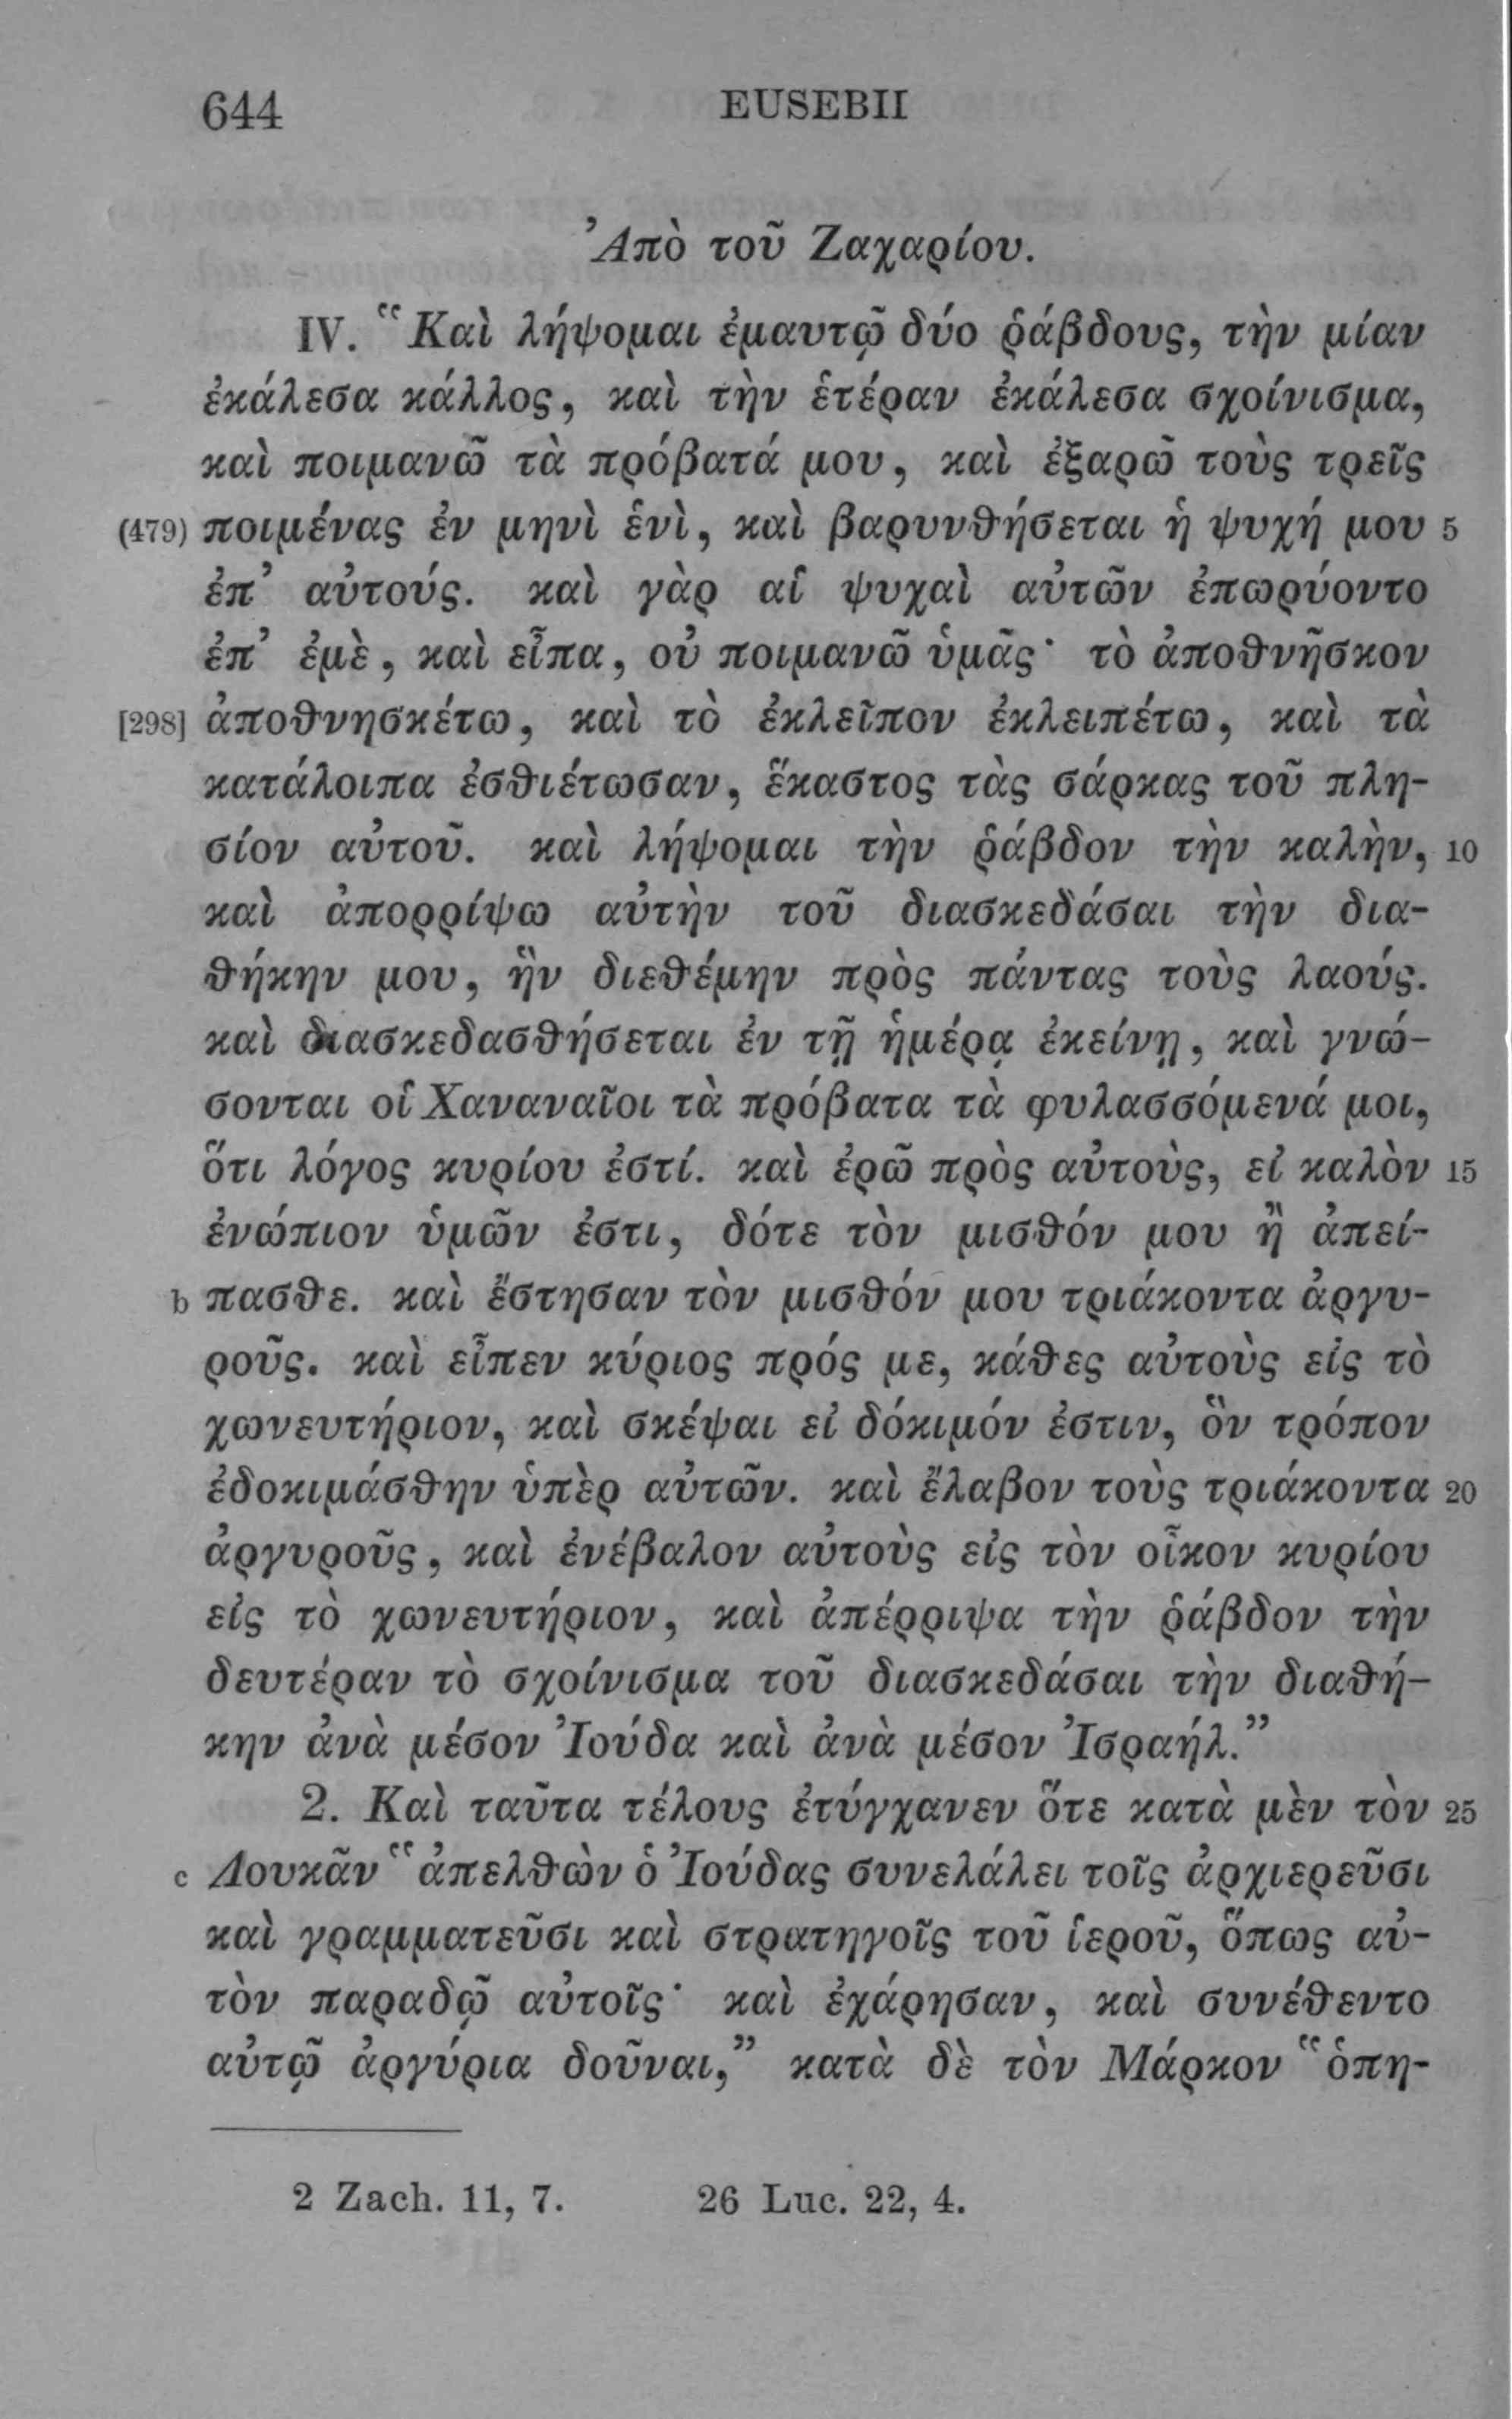 644 EUSEBII
Ἀπὸ τοῦ Ζαχαρίου.
IV. “Καὶ λήψομαι ἐμαυτῷ δύο ῥάβδους, τὴν μίαν
ἐκάλεσα κάλλος, καὶ τὴν ἑτέραν ἐκάλεσα σχοίνισμα,
καὶ ποιμανῶ τὰ πρόβατά μου, καὶ ἐξαρῶ τοὺς τρεῖς
(479) ποιμένας ἐν μηνὶ ἑνὶ, καὶ βαρυνθήσεται ἡ ψυχή μου 5
ἐπ’ αὐτούς. καὶ γὰρ αἱ ψυχαὶ αὐτῶν ἐπωρύοντο
ἐπ’ ἐμὲ, καὶ εἶπα, οὐ ποιμανῶ ὑμᾶς· τὸ ἀποθνῆσκον
[298] ἀποθνησκέτω, καὶ τὸ ἐκλεῖπον ἐκλειπέτω, καὶ τὰ
κατάλοιπα ἐσθιέτωσαν, ἕκαστος τὰς σάρκας τοῦ πλη-
σίον αὐτοῦ. καὶ λήψομαι τὴν ῥάβδον τὴν καλὴν, 10
καὶ ἀπορρίψω αὐτὴν τοῦ διασκεδάσαι τὴν δια-
θήκην μου, ἣν διεθέμην πρὸς πάντας τοὺς λαούς.
καὶ διασκεδασθήσεται ἐν τῇ ἡμέρᾳ ἐκείνῃ, καὶ γνώ-
σονται οἱ Χαναναῖοι τὰ πρόβατα τὰ φυλασσόμενά μοι,
ὅτι λόγος κυρίου ἐστί. καὶ ἐρῶ πρὸς αὐτοὺς, εἰ καλὸν 15
ἐνώπιον ὑμῶν ἐστι, δότε τὸν μισθόν μου ἢ ἀπεί-
b πασθε. καὶ ἔστησαν τὸν μισθόν μου τριάκοντα ἀργυ-
ροῦς. καὶ εἶπεν κύριος πρός με, κάθες αὐτοὺς εἰς τὸ
χωνευτήριον, καὶ σκέψαι εἰ δόκιμόν ἐστιν, ὃν τρόπον
ἐδοκιμάσθην ὑπὲρ αὐτῶν. καὶ ἔλαβον τοὺς τριάκοντα 20
ἀργυροῦς, καὶ ἐνέβαλον αὐτοὺς εἰς τὸν οἶκον κυρίου
εἰς τὸ χωνευτήριον, καὶ ἀπέρριψα τὴν ῥάβδον τὴν
δευτέραν τὸ σχοίνισμα τοῦ διασκεδάσαι τὴν διαθή-
κην ἀνὰ μέσον Ἰούδα καὶ ἀνὰ μέσον Ἰσραήλ.”
2. Καὶ ταῦτα τέλους ἐτύγχανεν ὅτε κατὰ μὲν τὸν 25
c Λουκᾶν “ἀπελθὼν ὁ Ἰούδας συνελάλει τοῖς ἀρχιερεῦσι
καὶ γραμματεῦσι καὶ στρατηγοῖς τοῦ ἱεροῦ, ὅπως αὐ-
τὸν παραδῷ αὐτοῖς· καὶ ἐχάρησαν, καὶ συνέθεντο
αὐτῷ ἀργύρια δοῦναι,” κατὰ δὲ τὸν Μάρκον “ὁπη-
2 Zach. 11, 7. 26 Luc. 22, 4.